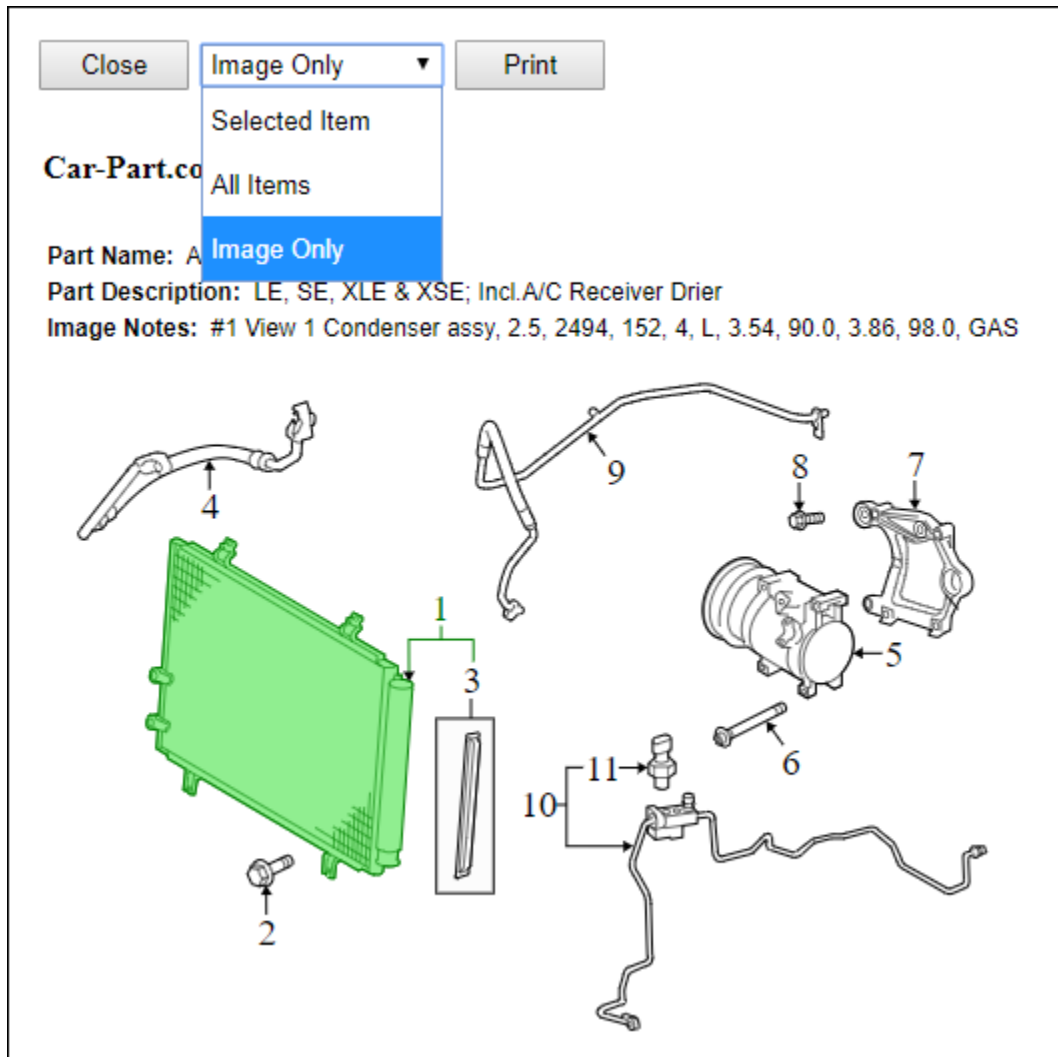 Close Image Only ▼ Print
Selected Item
All Items
Image Only
Car-Part.co
Part Name: A
Part Description: LE, SE, XLE & XSE; Incl.A/C Receiver Drier
Image Notes: #1 View 1 Condenser assy, 2.5, 2494, 152, 4, L, 3.54, 90.0, 3.86, 98.0, GAS
9
8
7
4
1
5
3
6
11
10
2